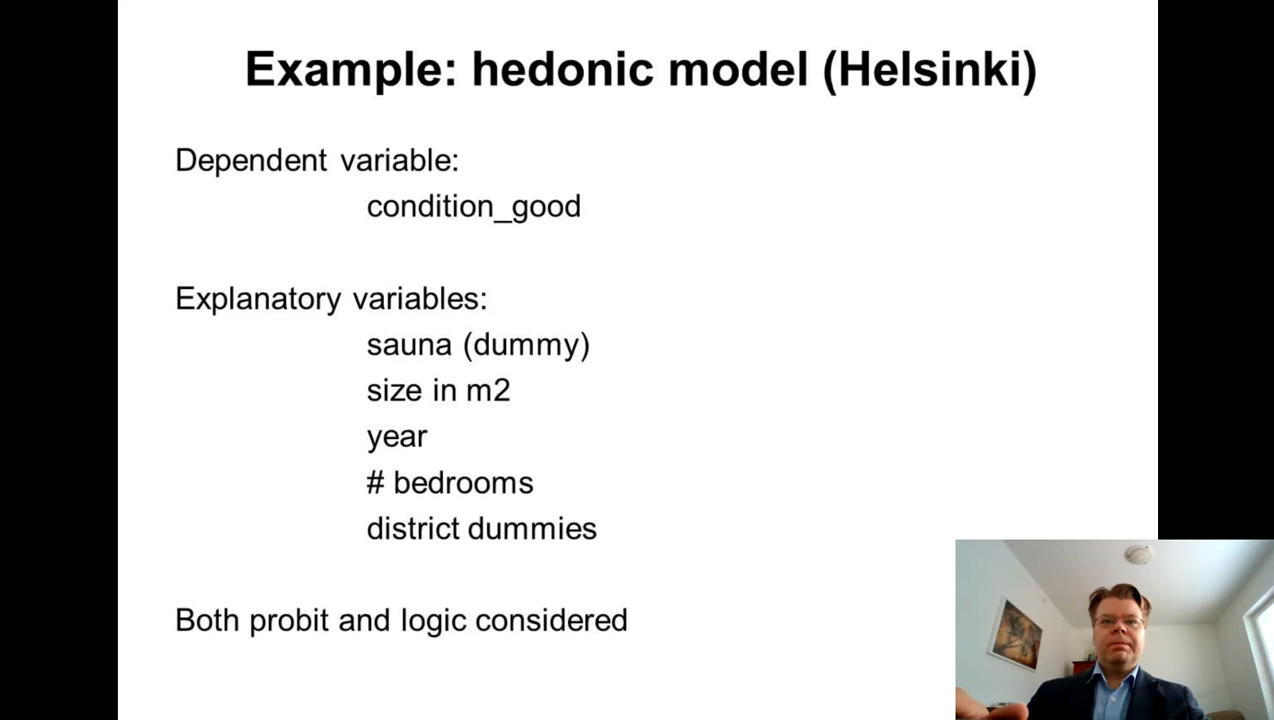 Example: hedonic model (Helsinki)
Dependent variable:
condition_good
Explanatory variables:
sauna (dummy)
size in m2
year
# bedrooms
district dummies
Both probit and logic considered